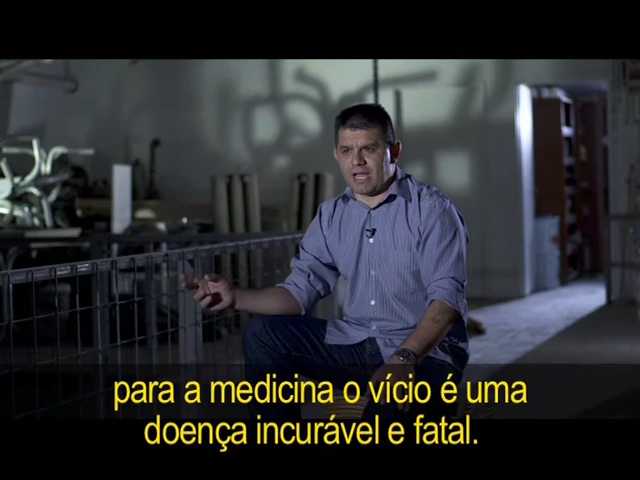 para a medicina o vício é uma
doença incurável e fatal.